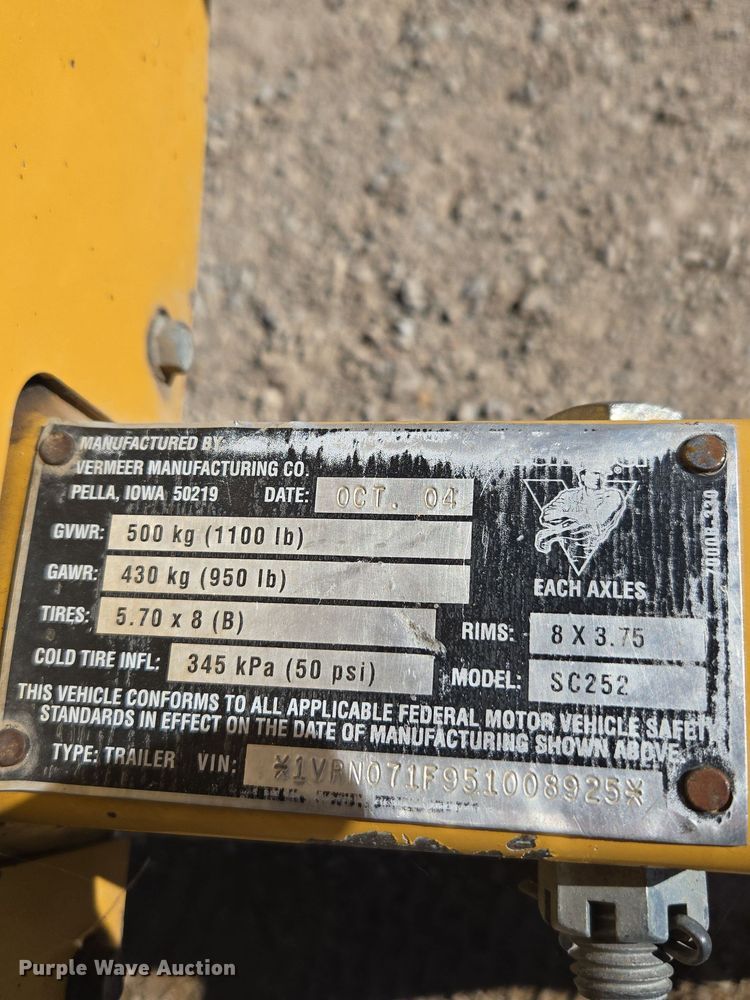 MANUFACTURED BY
VERMEER MANUFACTURING CO.
PELLA, IOWA 50219 DATE: OCT. 04
GVWR: 500 kg (1100 lb)
GAWR: 430 kg (950 lb) EACH AXLES
TIRES: 5.70 x 8 (B) RIMS: 8 X 3.75
COLD TIRE INFL: 345 kPa (50 psi) MODEL: SC252
THIS VEHICLE CONFORMS TO ALL APPLICABLE FEDERAL MOTOR VEHICLE SAFETY
STANDARDS IN EFFECT ON THE DATE OF MANUFACTURING SHOWN ABOVE
TYPE: TRAILER VIN: *1VRN071F951008925*
Purple Wave Auction